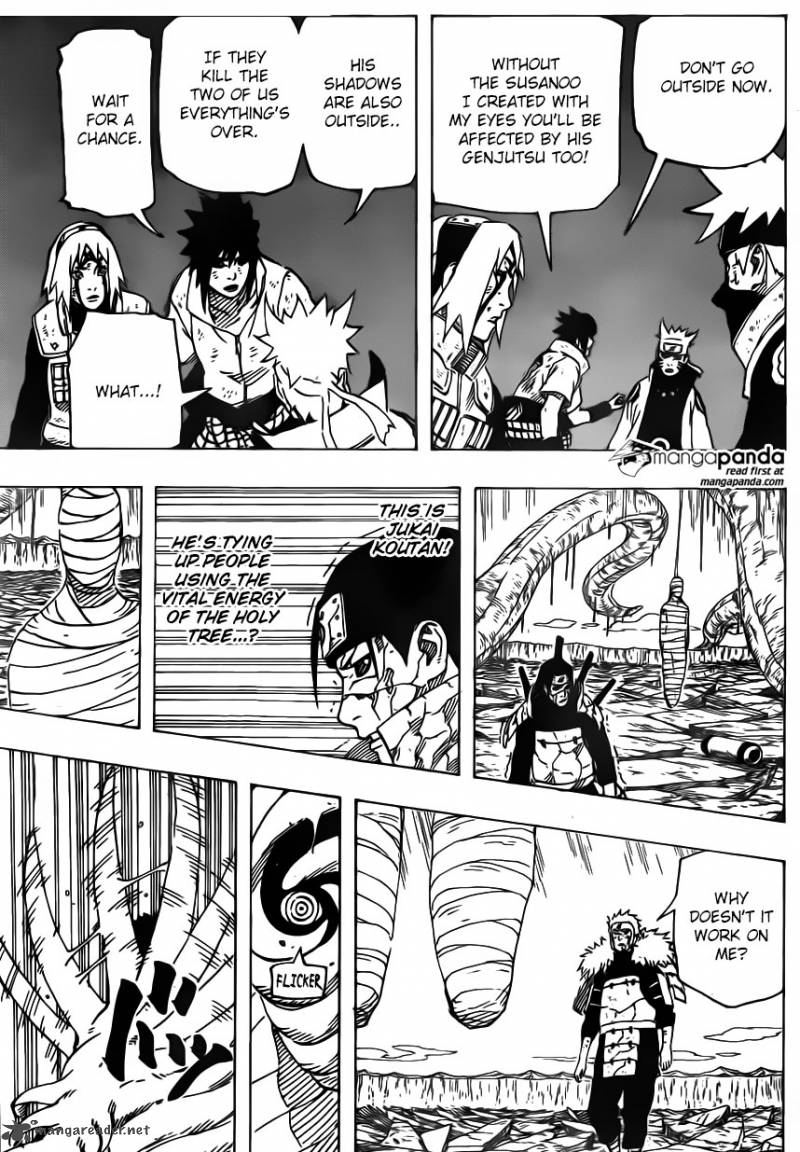 DON'T GO
OUTSIDE NOW.
WITHOUT
THE SUSANOO
I CREATED WITH
MY EYES YOU'LL BE
AFFECTED BY HIS
GENJUTSU TOO!
HIS
SHADOWS
ARE ALSO
OUTSIDE..
IF THEY
KILL THE
TWO OF US
EVERYTHING'S
OVER.
WAIT
FOR A
CHANCE.
WHAT...!
mangapanda
read first at
mangapanda.com
THIS IS
JUKAI
KOUTAN!
HE'S TYING
UP PEOPLE
USING THE
VITAL ENERGY
OF THE HOLY
TREE...?
WHY
DOESN'T IT
WORK ON
ME?
FLICKER
ドドッ
mangareader.net